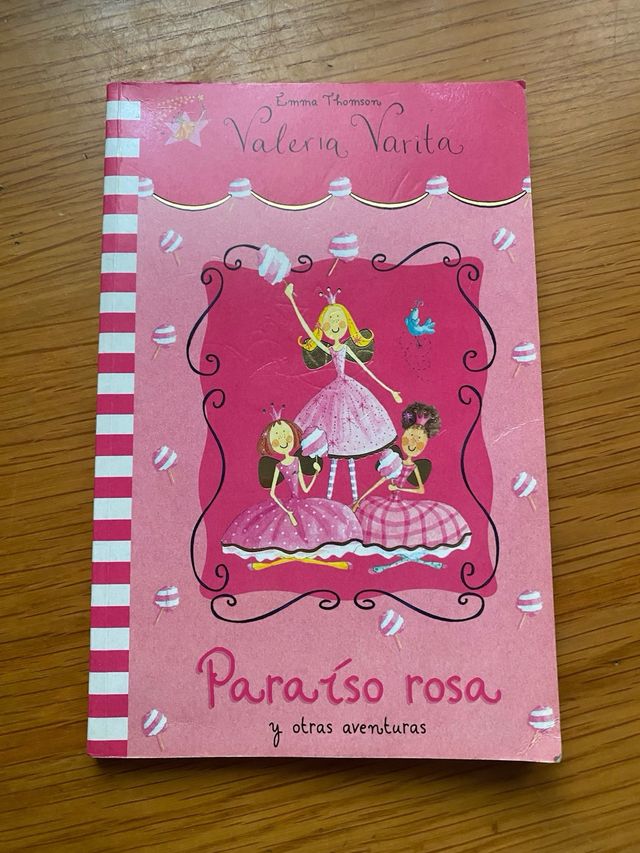 Emma Thomson
Valeria Varita
Paraíso rosa
y otras aventuras